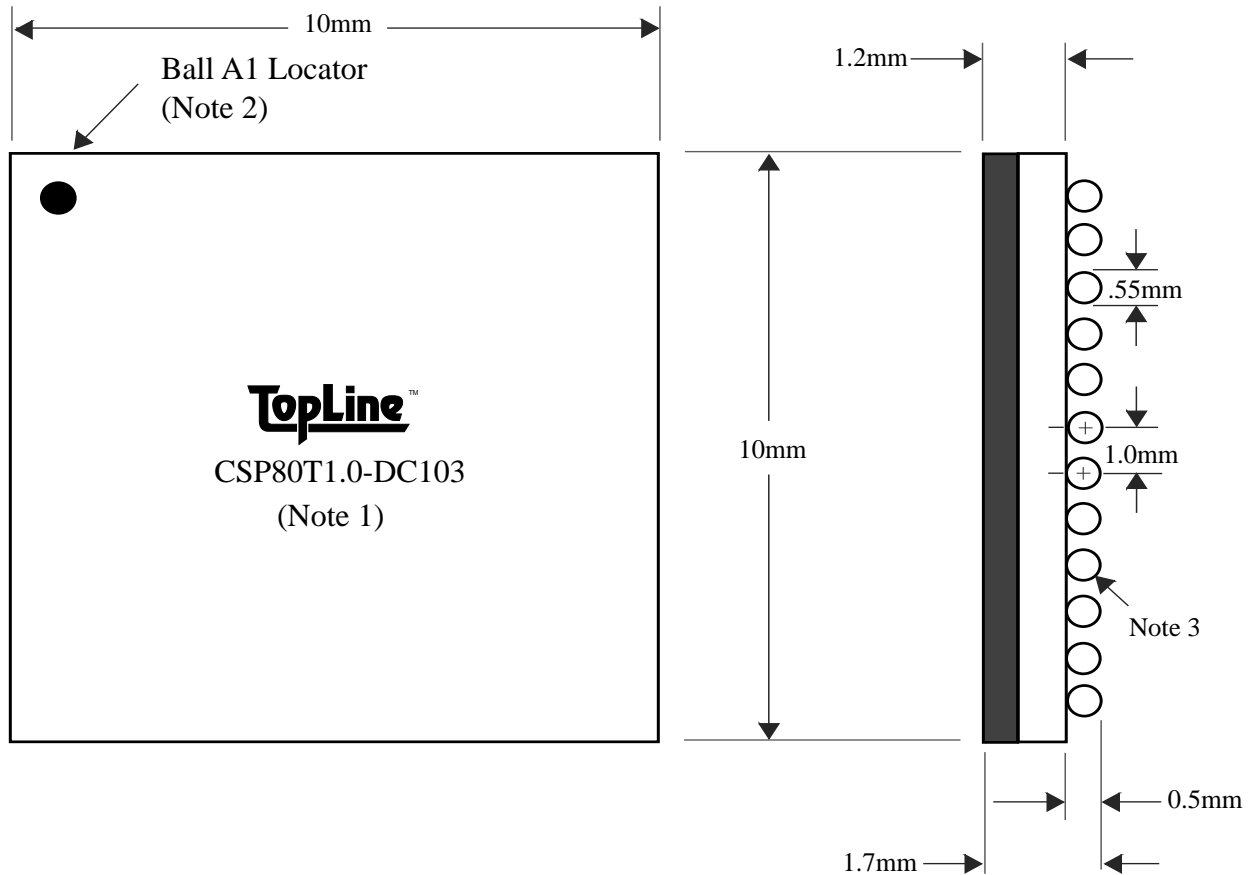 10mm
Ball A1 Locator
(Note 2)
1.2mm
TopLine™
CSP80T1.0-DC103
(Note 1)
10mm
.55mm
1.0mm
Note 3
0.5mm
1.7mm